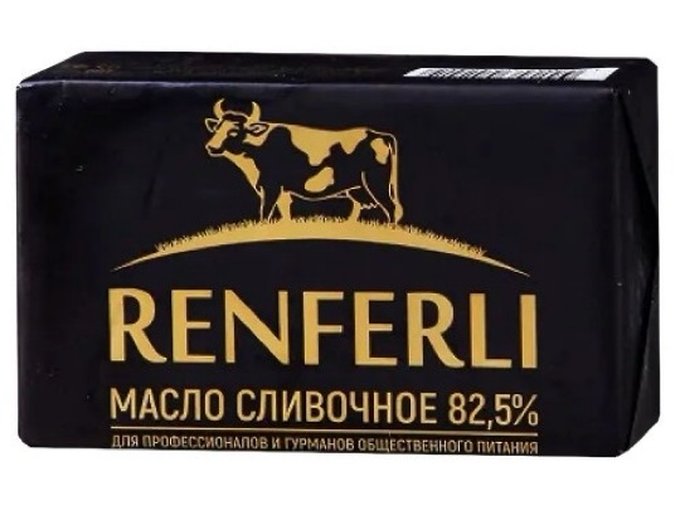 RENFERLI
МАСЛО СЛИВОЧНОЕ 82,5%
ДЛЯ ПРОФЕССИОНАЛОВ И ГУРМАНОВ ОБЩЕСТВЕННОГО ПИТАНИЯ